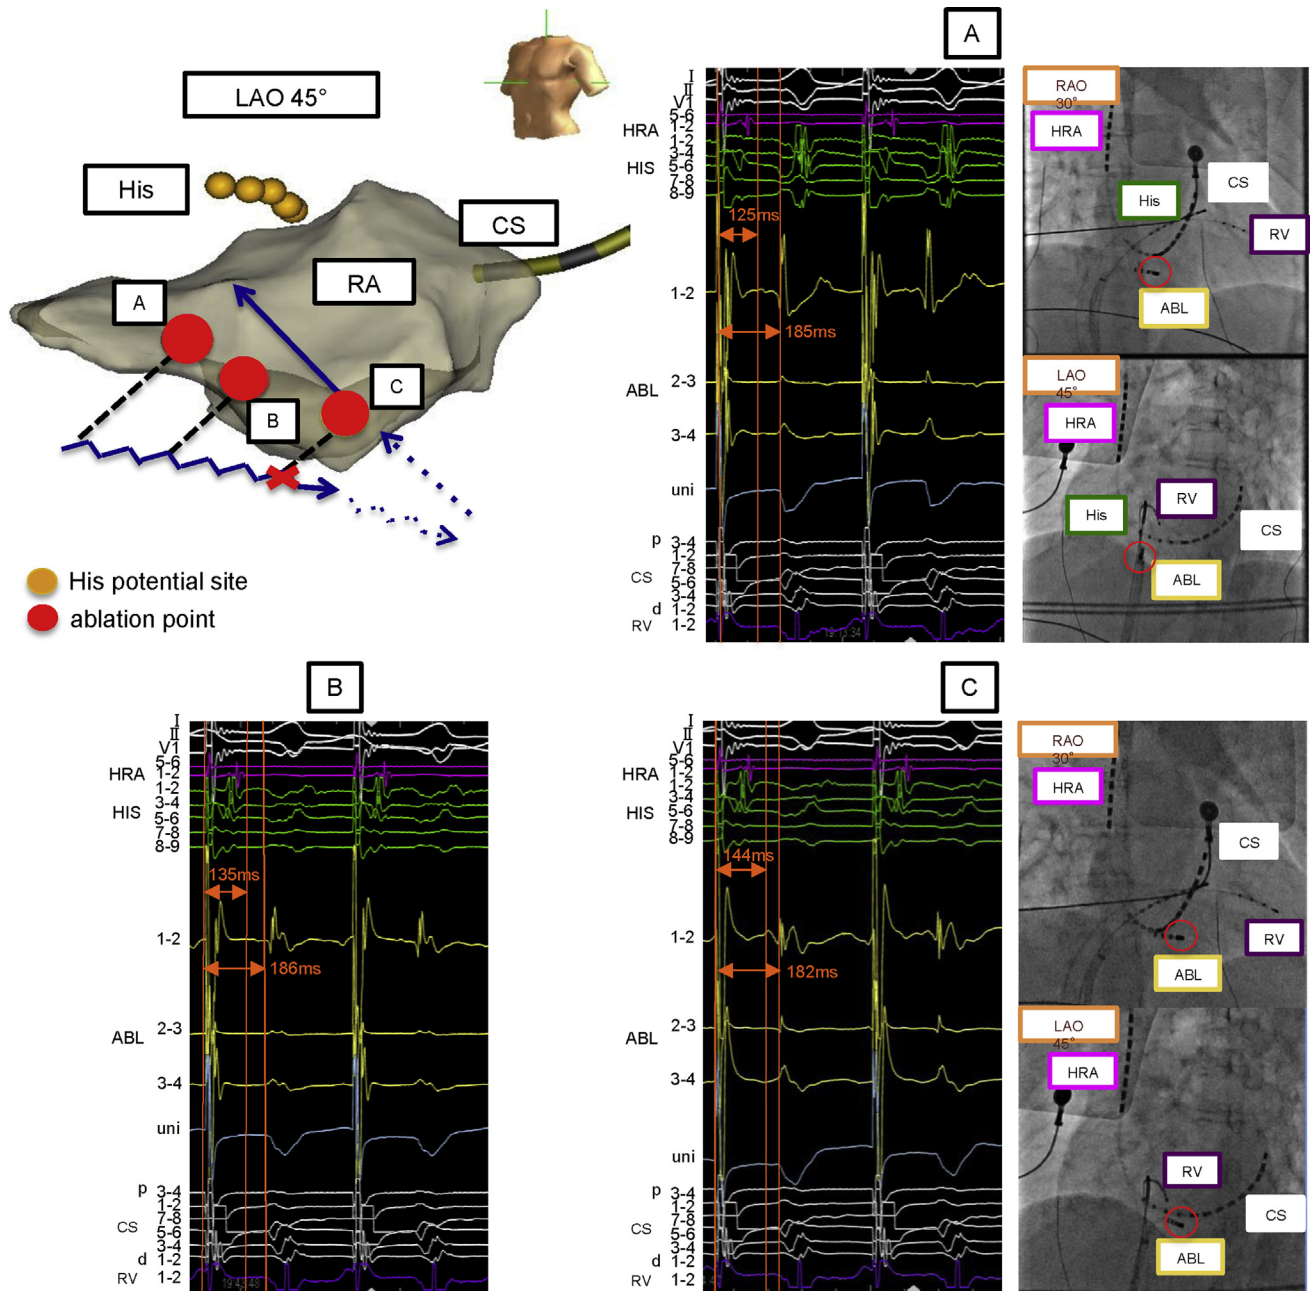 LAO 45°
His
CS
A
RA
B
C
His potential site
ablation point
A
I
II
V1
5-6
HRA 1-2
1-2
3-4
HIS 5-6
7-8
8-9
125ms
1-2
185ms
ABL 2-3
3-4
uni
p 3-4
1-2
7-8
CS 5-6
3-4
d 1-2
RV 1-2
19:13:34
RAO
30°
HRA
CS
His
RV
ABL
LAO
45°
HRA
RV
His
CS
ABL
B
I
II
V1
5-6
HRA 1-2
3-4
HIS 5-6
7-8
8-9
135ms
1-2
186ms
2-3
ABL
3-4
uni
p 3-4
1-2
7-8
CS 5-6
3-4
d 1-2
RV 1-2
19:43:48
C
I
II
V1
5-6
HRA 1-2
1-2
3-4
HIS 5-6
7-8
8-9
144ms
1-2
182ms
2-3
ABL
3-4
uni
p 3-4
1-2
7-8
CS 5-6
3-4
d 1-2
RV 1-2
RAO
30°
HRA
CS
RV
ABL
LAO
45°
HRA
RV
CS
ABL